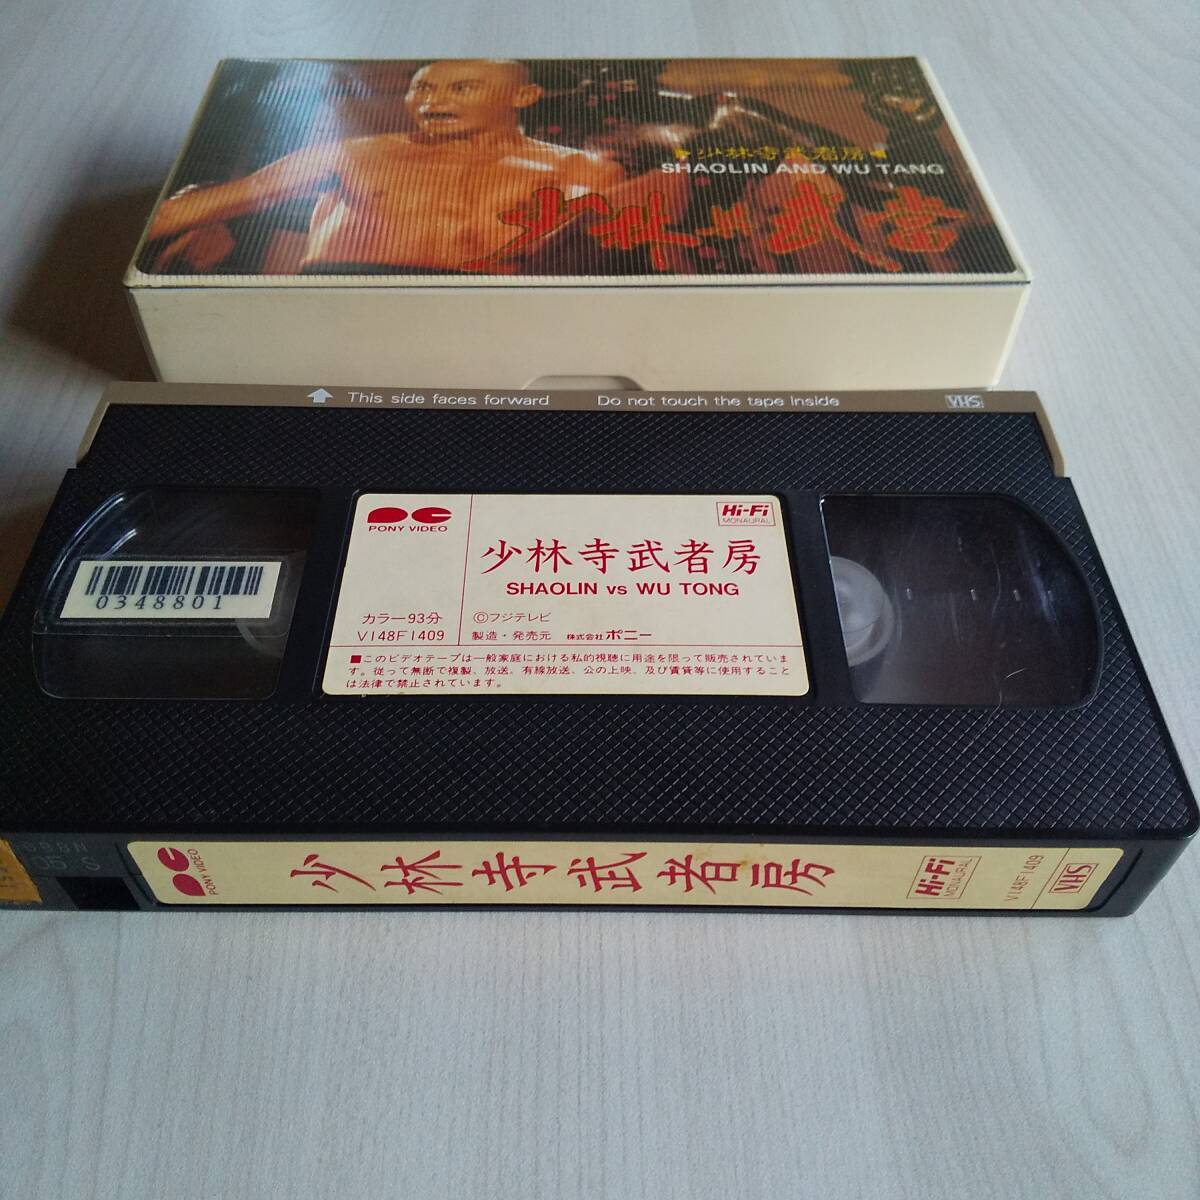 少林寺武者房
SHAOLIN AND WU TANG
少林與武當
This side faces forward Do not touch the tape inside VHS
PONY VIDEO
Hi-Fi
MONAURAL
少林寺武者房
SHAOLIN vs WU TONG
カラー93分
V148F1409
Ⓒフジテレビ
製造・発売元 株式会社ポニー
■このビデオテープは一般家庭における私的視聴に用途を限って販売されていま
す。従って無断で複製、放送、有線放送、公の上映、及び賃貸等に使用すること
は法律で禁止されています。
0348801
PONY VIDEO
少林寺武者房
Hi-Fi
MONAURAL
V148F1409
VHS